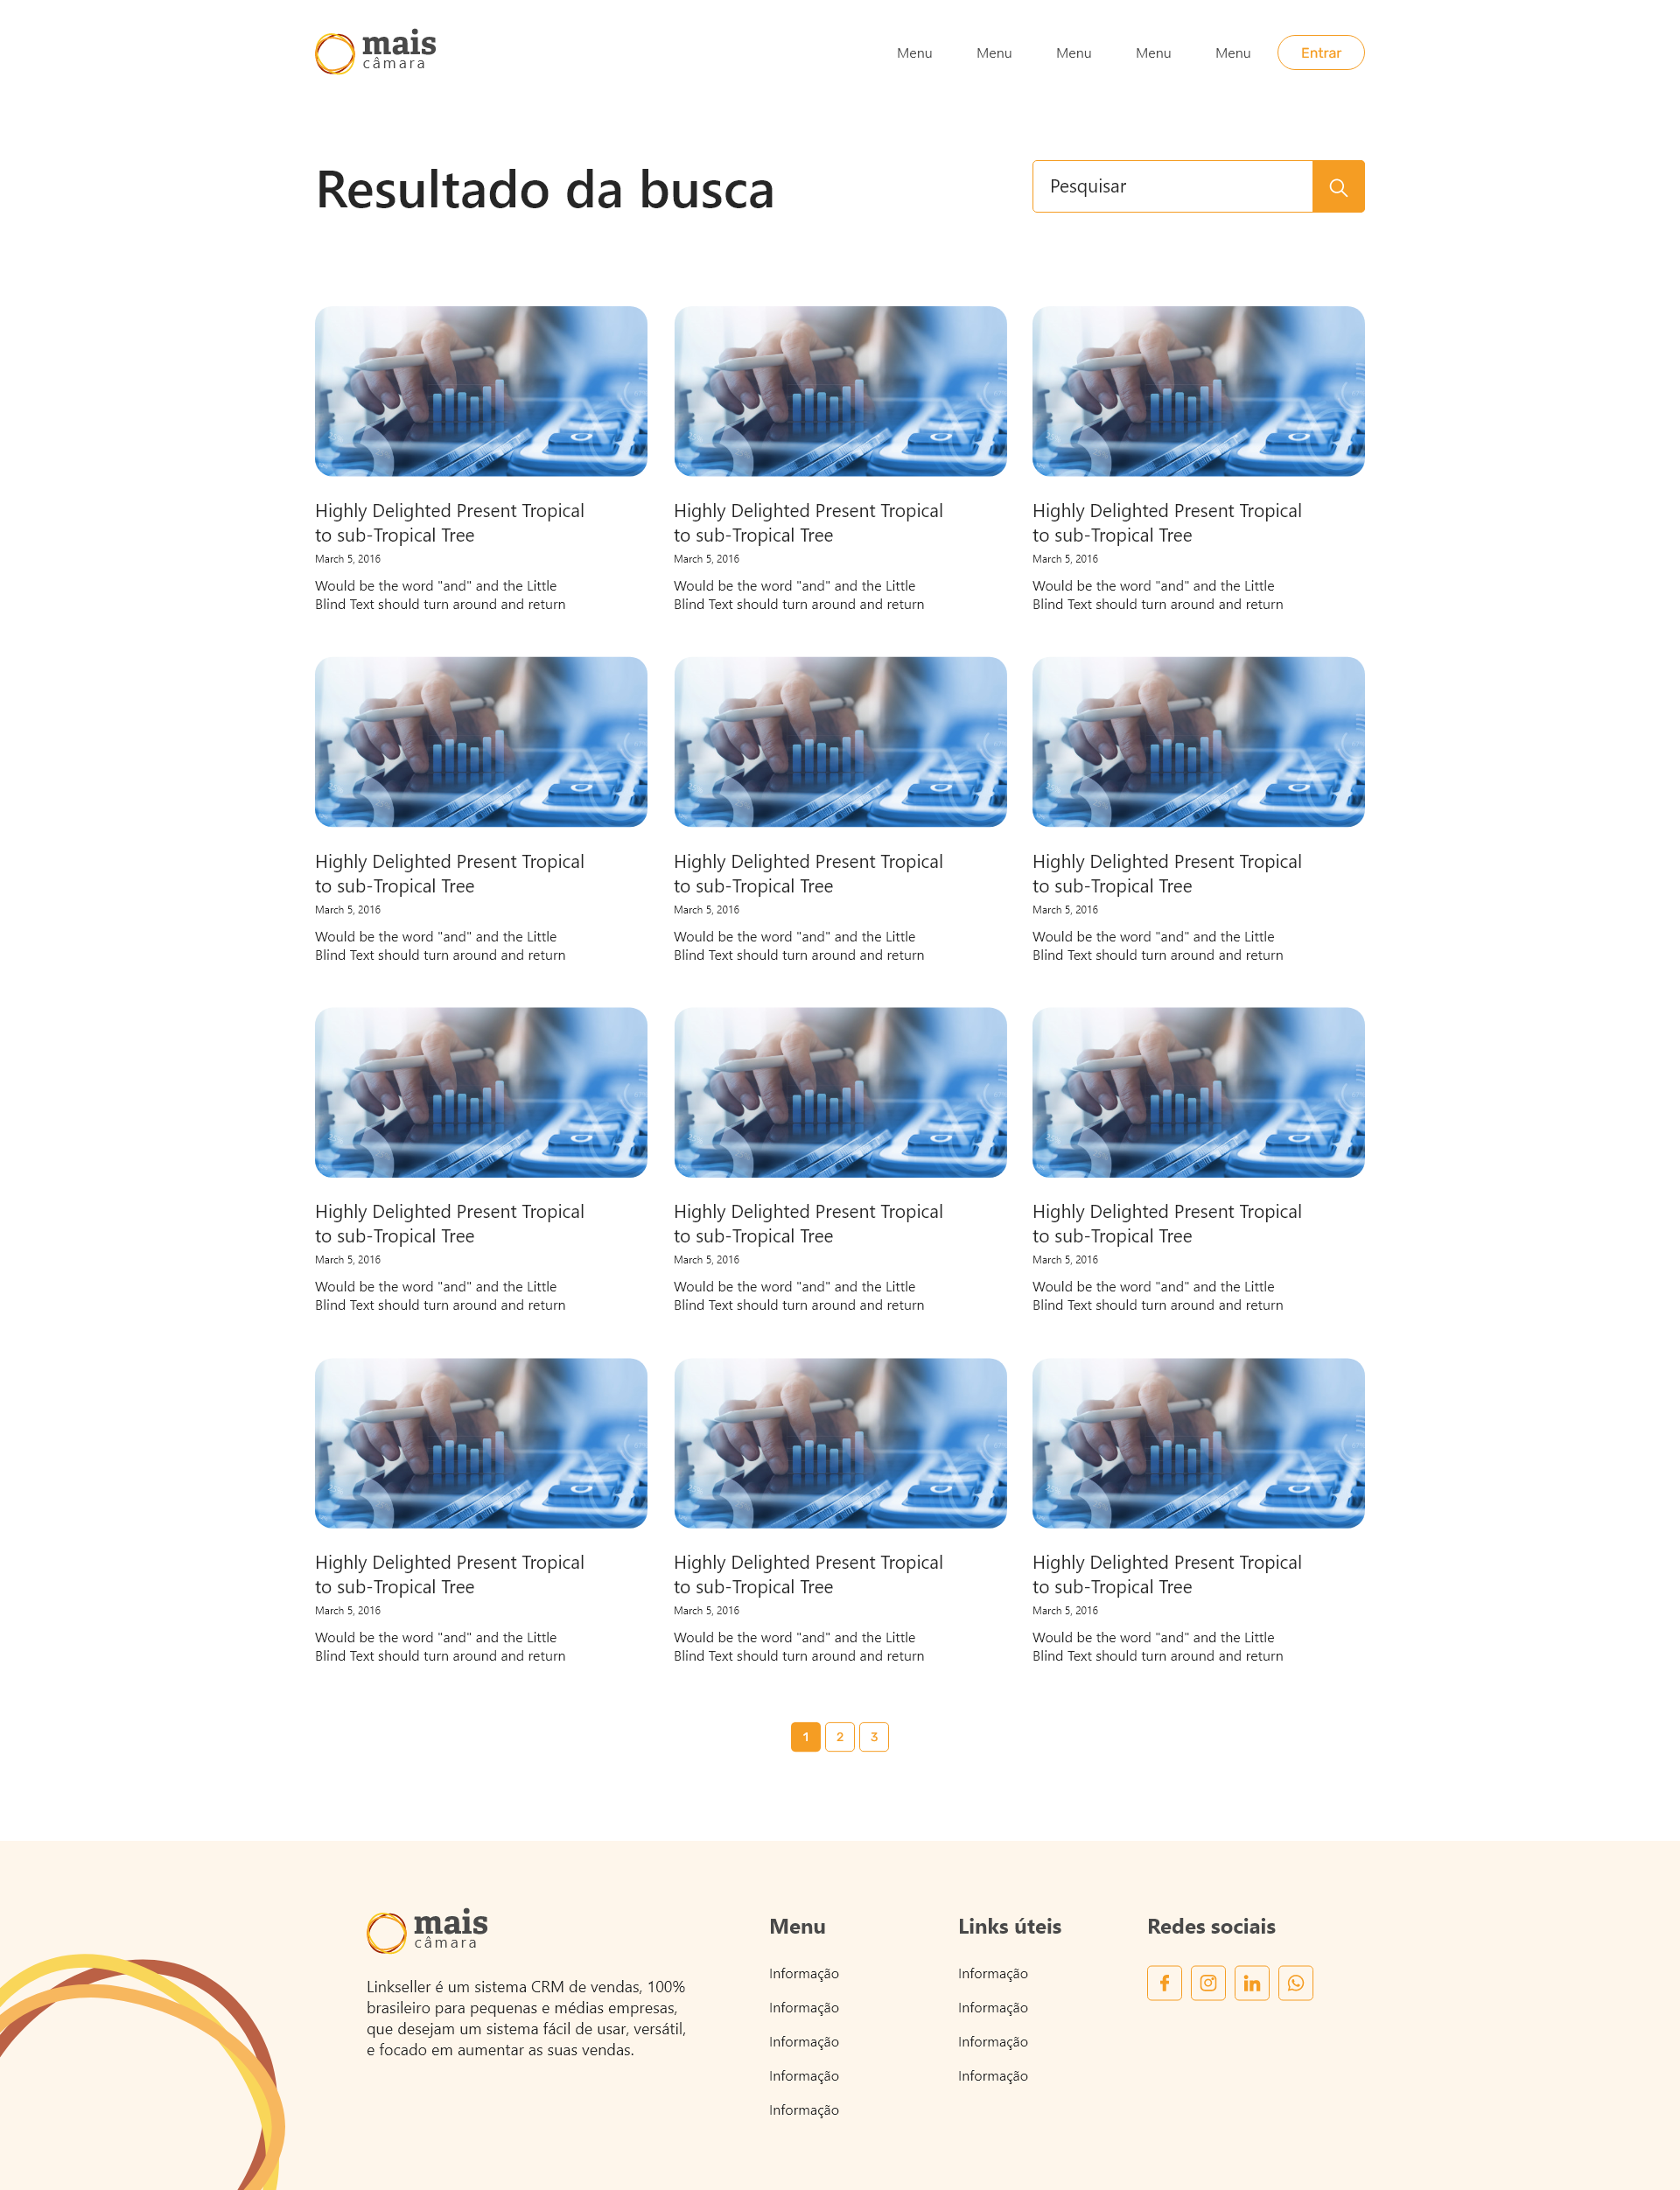 mais
câmara
Menu
Menu
Menu
Menu
Menu
Entrar
Resultado da busca
Pesquisar
Highly Delighted Present Tropical
to sub-Tropical Tree
March 5, 2016
Would be the word "and" and the Little
Blind Text should turn around and return
Highly Delighted Present Tropical
to sub-Tropical Tree
March 5, 2016
Would be the word "and" and the Little
Blind Text should turn around and return
Highly Delighted Present Tropical
to sub-Tropical Tree
March 5, 2016
Would be the word "and" and the Little
Blind Text should turn around and return
Highly Delighted Present Tropical
to sub-Tropical Tree
March 5, 2016
Would be the word "and" and the Little
Blind Text should turn around and return
Highly Delighted Present Tropical
to sub-Tropical Tree
March 5, 2016
Would be the word "and" and the Little
Blind Text should turn around and return
Highly Delighted Present Tropical
to sub-Tropical Tree
March 5, 2016
Would be the word "and" and the Little
Blind Text should turn around and return
Highly Delighted Present Tropical
to sub-Tropical Tree
March 5, 2016
Would be the word "and" and the Little
Blind Text should turn around and return
Highly Delighted Present Tropical
to sub-Tropical Tree
March 5, 2016
Would be the word "and" and the Little
Blind Text should turn around and return
Highly Delighted Present Tropical
to sub-Tropical Tree
March 5, 2016
Would be the word "and" and the Little
Blind Text should turn around and return
Highly Delighted Present Tropical
to sub-Tropical Tree
March 5, 2016
Would be the word "and" and the Little
Blind Text should turn around and return
Highly Delighted Present Tropical
to sub-Tropical Tree
March 5, 2016
Would be the word "and" and the Little
Blind Text should turn around and return
Highly Delighted Present Tropical
to sub-Tropical Tree
March 5, 2016
Would be the word "and" and the Little
Blind Text should turn around and return
1
2
3
mais
câmara
Linkseller é um sistema CRM de vendas, 100%
brasileiro para pequenas e médias empresas,
que desejam um sistema fácil de usar, versátil,
e focado em aumentar as suas vendas.
Menu
Informação
Informação
Informação
Informação
Informação
Links úteis
Informação
Informação
Informação
Informação
Redes sociais